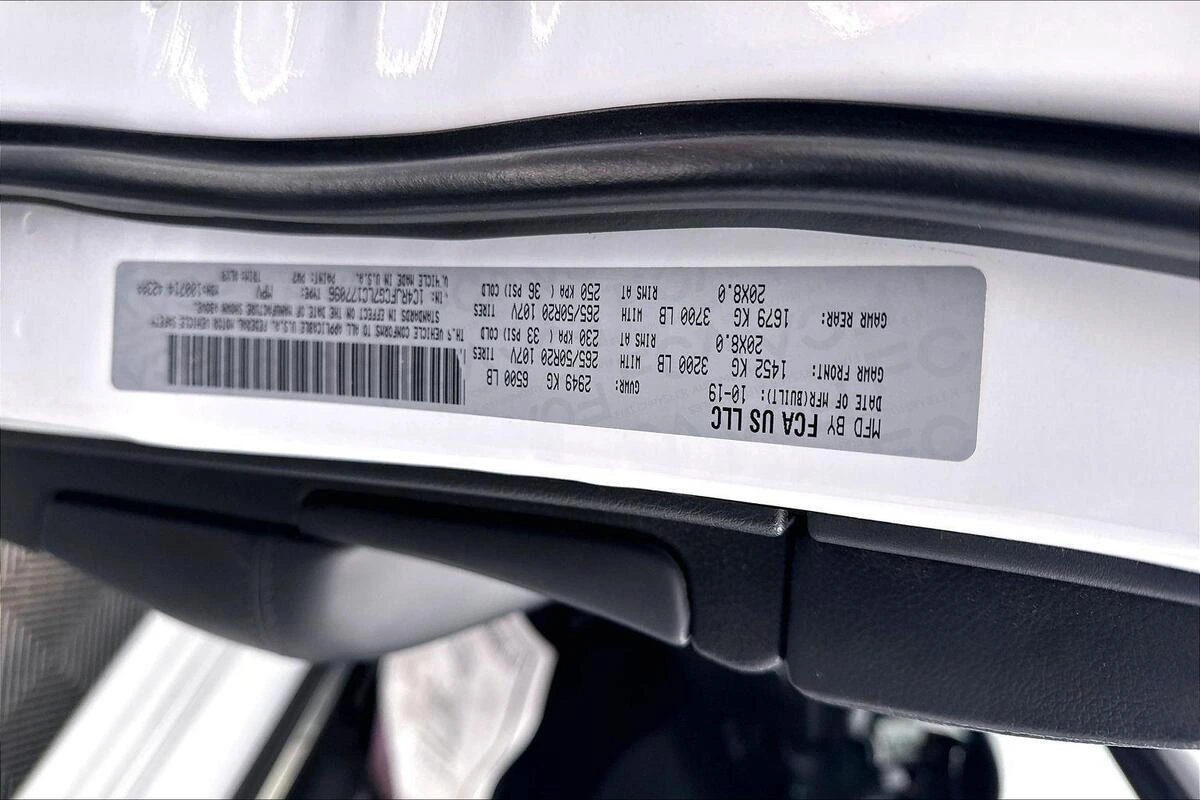 MFD BY FCA US LLC
DATE OF MFR(BUILT): 10-19
GVWR: 2949 KG 6500 LB
GAWR FRONT: 1452 KG 3200 LB WITH TIRES 265/50R20 107V
20X8.0 RIMS AT 230 KPA ( 33 PSI) COLD
GAWR REAR: 1679 KG 3700 LB WITH TIRES 265/50R20 107V
20X8.0 RIMS AT 250 KPA ( 36 PSI) COLD
VEHICLE CONFORMS TO ALL APPLICABLE U.S.A. FEDERAL MOTOR VEHICLE SAFETY
STANDARDS IN EFFECT ON THE DATE OF MANUFACTURE SHOWN ABOVE.
IN: 1C4RJFCG7LC177096 TYPE: MPV
VEHICLE MADE IN U.S.A. PAINT: PW7